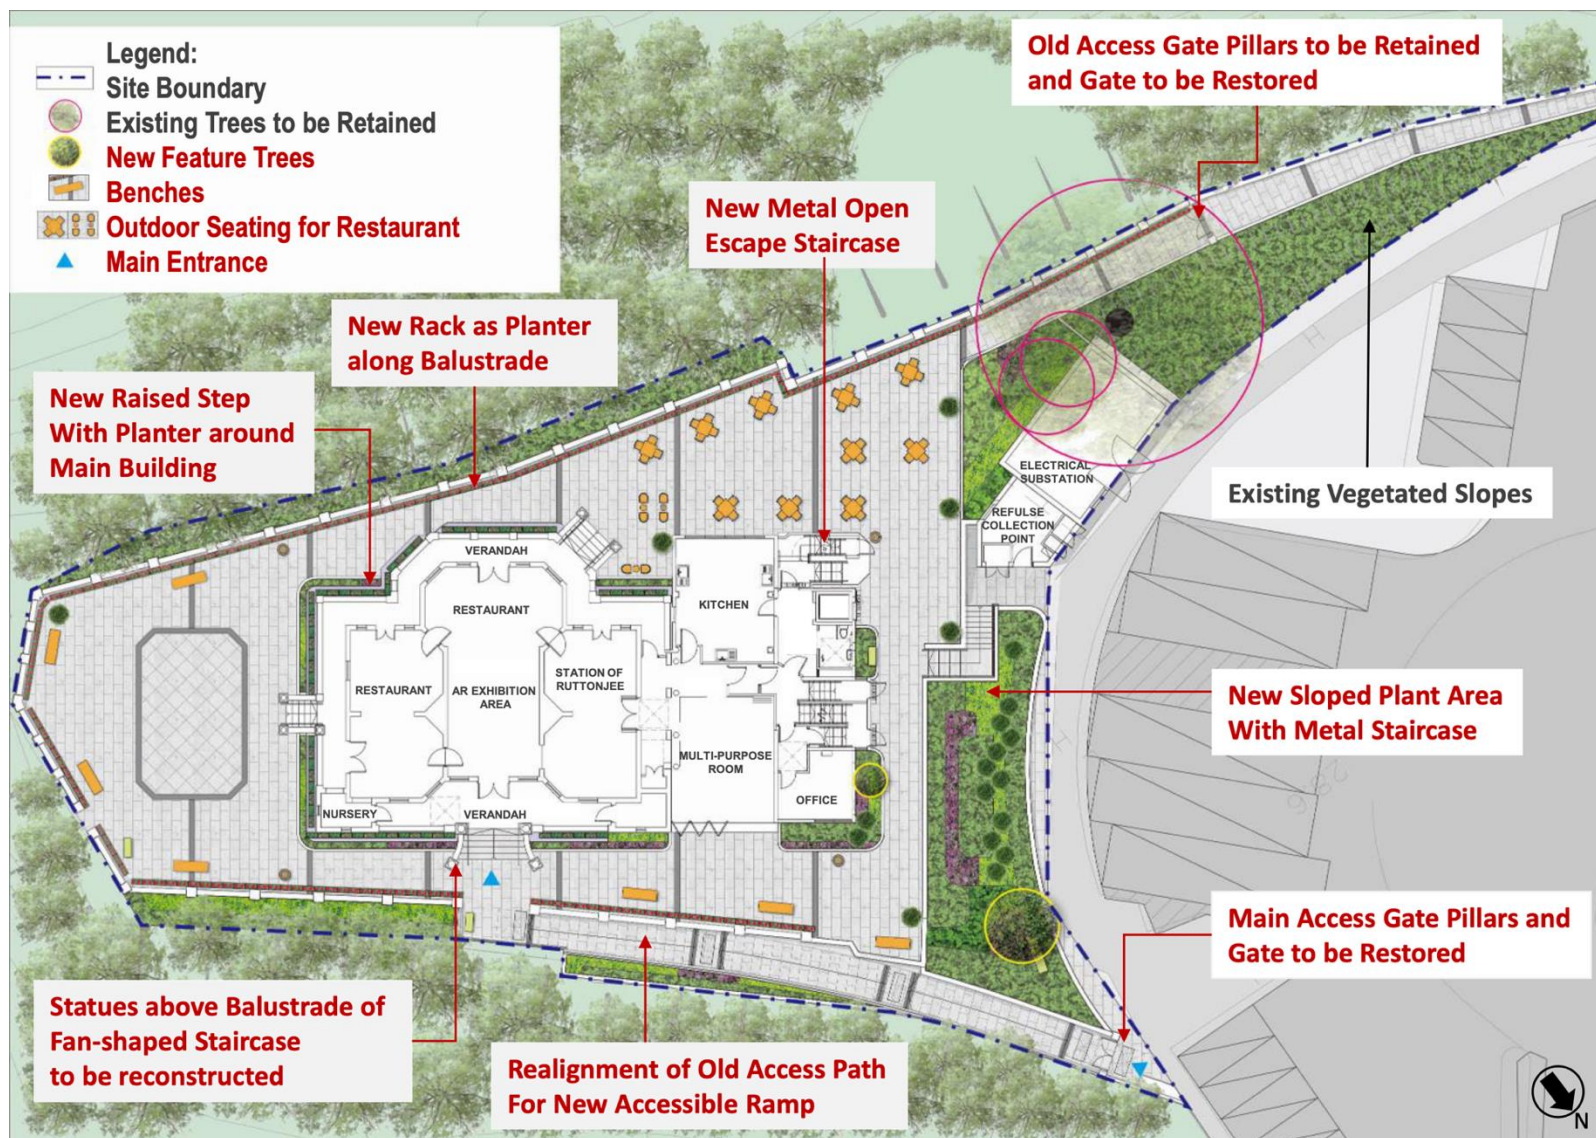 Legend:
Site Boundary
Existing Trees to be Retained
New Feature Trees
Benches
Outdoor Seating for Restaurant
Main Entrance
Old Access Gate Pillars to be Retained
and Gate to be Restored
New Metal Open
Escape Staircase
New Rack as Planter
along Balustrade
New Raised Step
With Planter around
Main Building
H
ELECTRICAL
SUBSTATION
REFULSE
COLLECTION
POINT
Existing Vegetated Slopes
VERANDAH
RESTAURANT
KITCHEN
RESTAURANT
AR EXHIBITION
AREA
STATION OF
RUTTONJEE
MULTI-PURPOSE
ROOM
OFFICE
NURSERY
VERANDAH
H
New Sloped Plant Area
With Metal Staircase
Main Access Gate Pillars and
Gate to be Restored
Statues above Balustrade of
Fan-shaped Staircase
to be reconstructed
Realignment of Old Access Path
For New Accessible Ramp
N